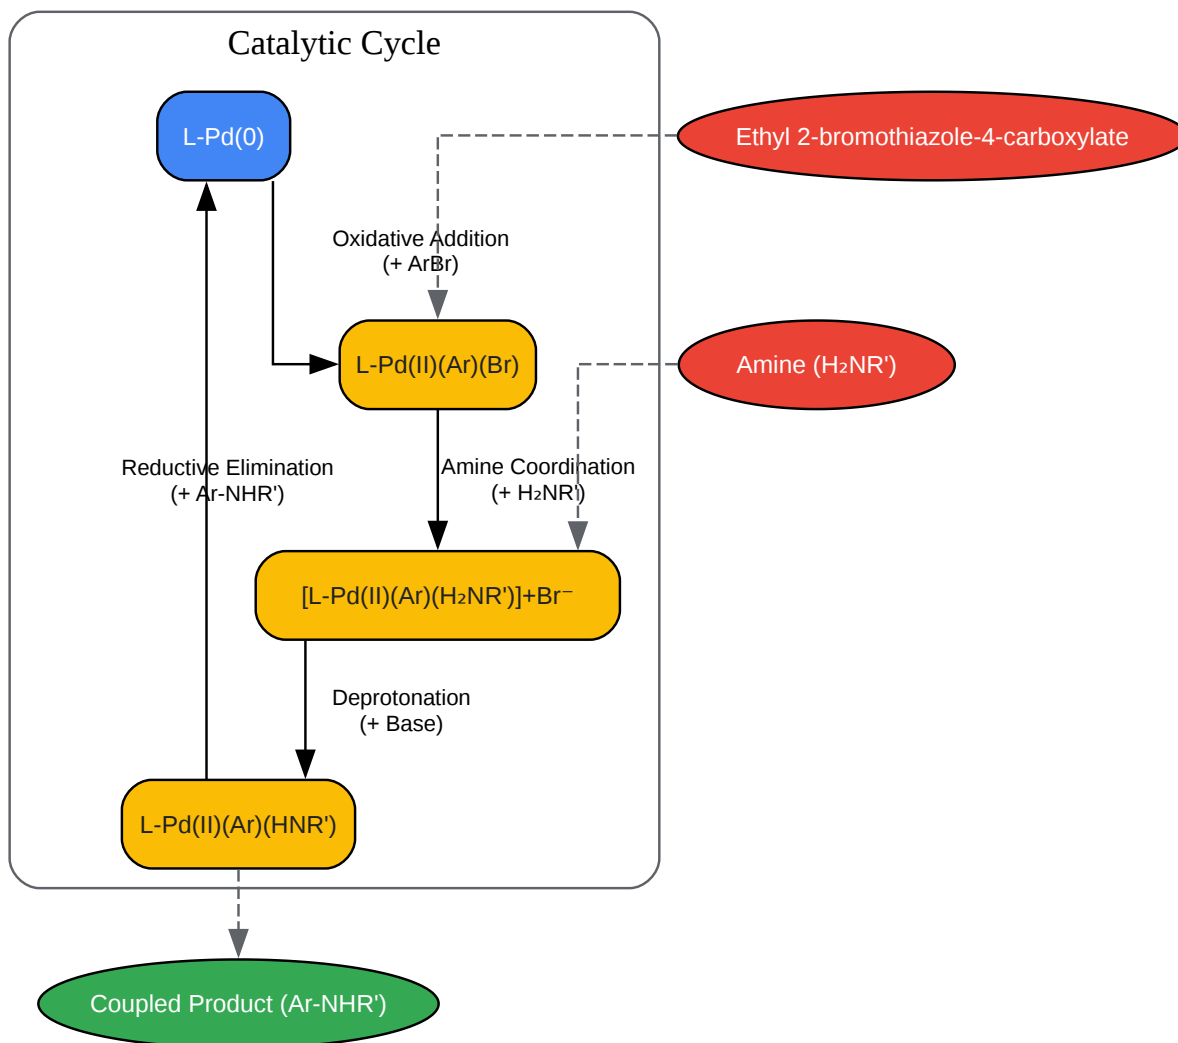 Catalytic Cycle
L-Pd(0)
Ethyl 2-bromothiazole-4-carboxylate
Oxidative Addition
(+ ArBr)
L-Pd(II)(Ar)(Br)
Amine (H₂NR')
Reductive Elimination
(+ Ar-NHR')
Amine Coordination
(+ H₂NR')
[L-Pd(II)(Ar)(H₂NR')]+Br⁻
Deprotonation
(+ Base)
L-Pd(II)(Ar)(HNR')
Coupled Product (Ar-NHR')